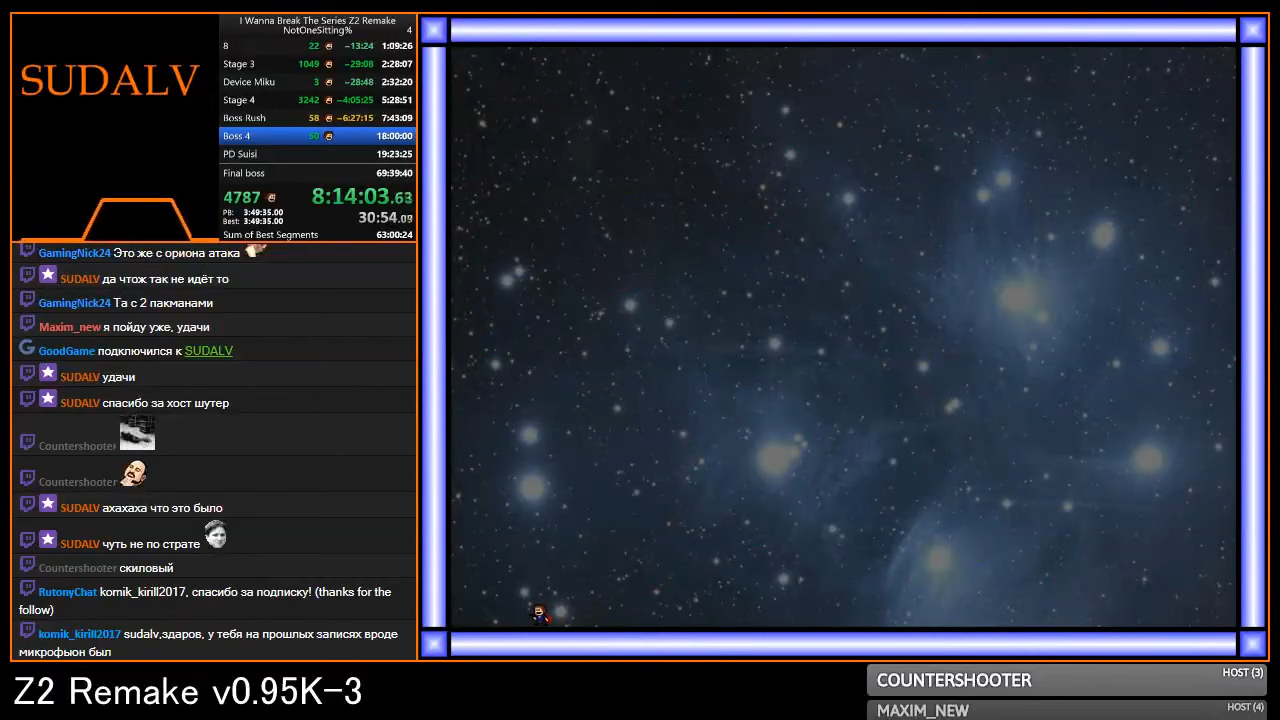 SUDALV
I Wanna Break The Series Z2 Remake
NotOneSitting% 4
8 22 −13:24 1:09:26
Stage 3 1049 −29:08 2:28:07
Device Miku 3 −28:48 2:32:20
Stage 4 3242 −4:05:25 5:28:51
Boss Rush 58 −6:27:15 7:43:09
Boss 4 50 18:00:00
PD Suisi 19:23:25
Final boss 69:39:40
4787 8:14:03.63
PB: 3:49:35.00
Best: 3:49:35.00
30:54.09
Sum of Best Segments 63:00:24
GamingNick24 Это же с ориона атака
SUDALV да чтож так не идёт то
GamingNick24 Та с 2 пакманами
Maxim_new я пойду уже, удачи
GoodGame подключился к SUDALV
SUDALV удачи
SUDALV спасибо за хост шутер
Countershooter
Countershooter
SUDALV ахахаха что это было
SUDALV чуть не по страте
Countershooter скиловый
RutonyChat komik_kirill2017, спасибо за подписку! (thanks for the
follow)
komik_kirill2017 sudalv,здаров, у тебя на прошлых записях вроде
микрофыон был
Z2 Remake v0.95K-3
COUNTERSHOOTER HOST (3)
MAXIM_NEW HOST (4)